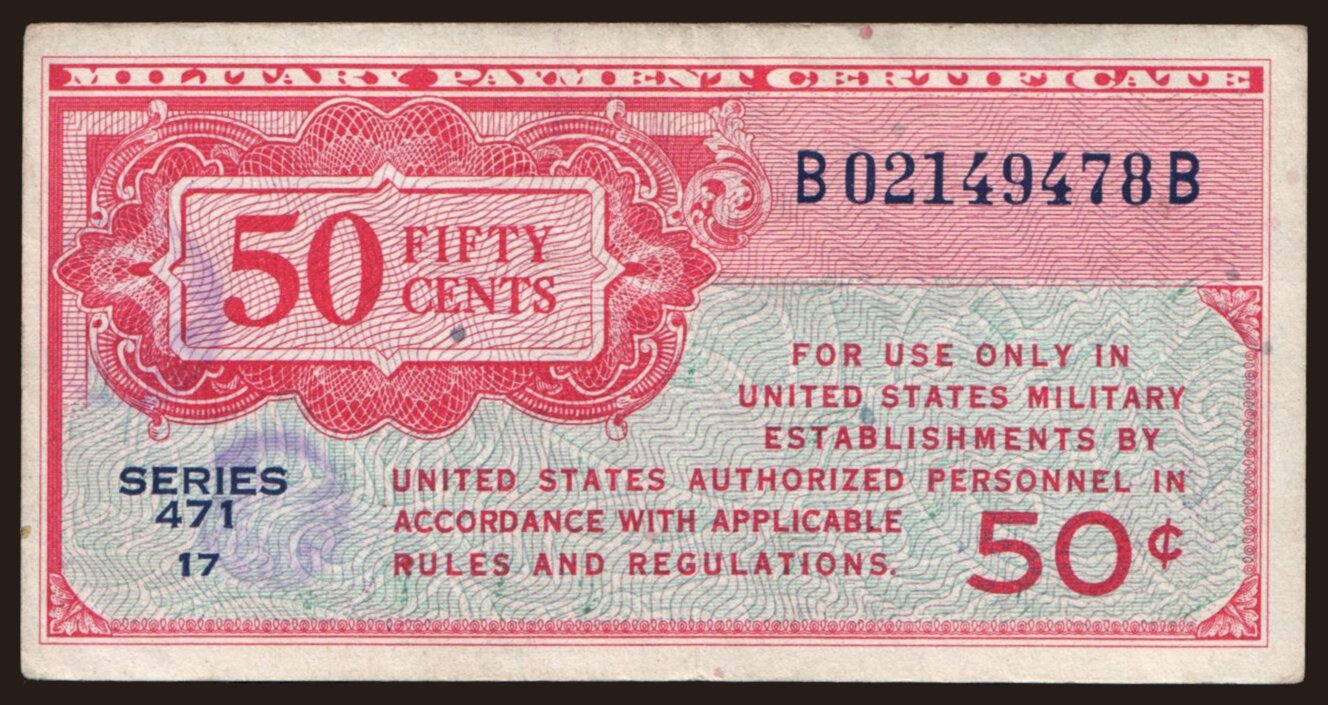 MILITARY PAYMENT CERTIFICATE
B02149478B
50 FIFTY
CENTS
FOR USE ONLY IN
UNITED STATES MILITARY
ESTABLISHMENTS BY
UNITED STATES AUTHORIZED PERSONNEL IN
ACCORDANCE WITH APPLICABLE
RULES AND REGULATIONS.
50¢
SERIES
471
17